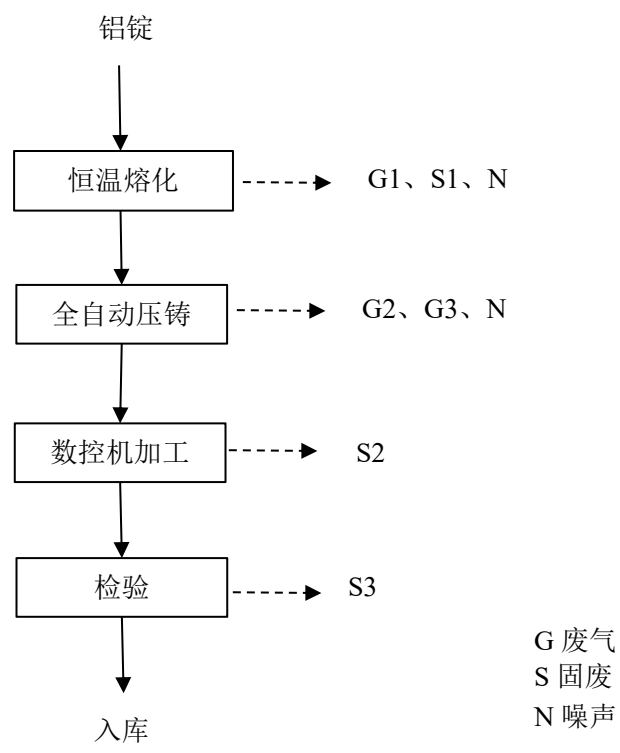 铝锭
恒温熔化
G1、S1、N
全自动压铸
G2、G3、N
数控机加工
S2
检验
S3
G 废气
S 固废
N 噪声
入库